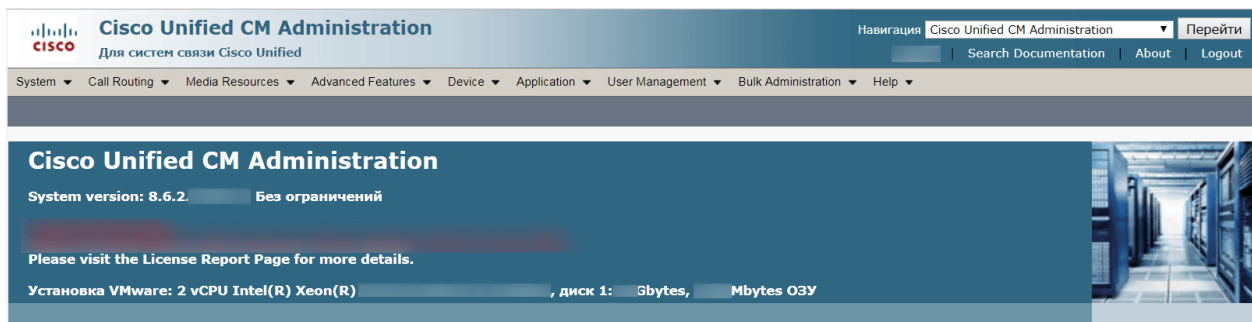 Cisco Unified CM Administration
CISCO
Для систем связи Cisco Unified
Навигация Cisco Unified CM Administration Перейти
Search Documentation | About | Logout
System Call Routing Media Resources Advanced Features Device Application User Management Bulk Administration Help
Cisco Unified CM Administration
System version: 8.6.2. Без ограничений
Please visit the License Report Page for more details.
Установка VMware: 2 vCPU Intel(R) Xeon(R) , диск 1: Gbytes, Mbytes ОЗУ